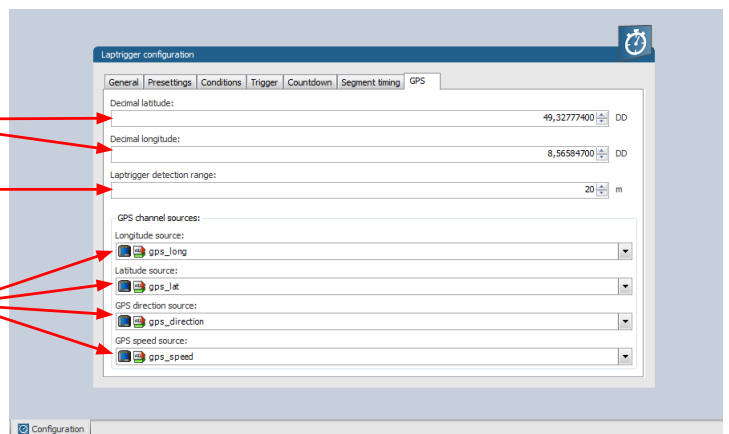 Laptrigger configuration
General Presettings Conditions Trigger Countdown Segment timing GPS
Decimal latitude:
49,32777400 DD
Decimal longitude:
8,56584700 DD
Laptrigger detection range:
20 m
GPS channel sources:
Longitude source:
gps_long
Latitude source:
gps_lat
GPS direction source:
gps_direction
GPS speed source:
gps_speed
Configuration